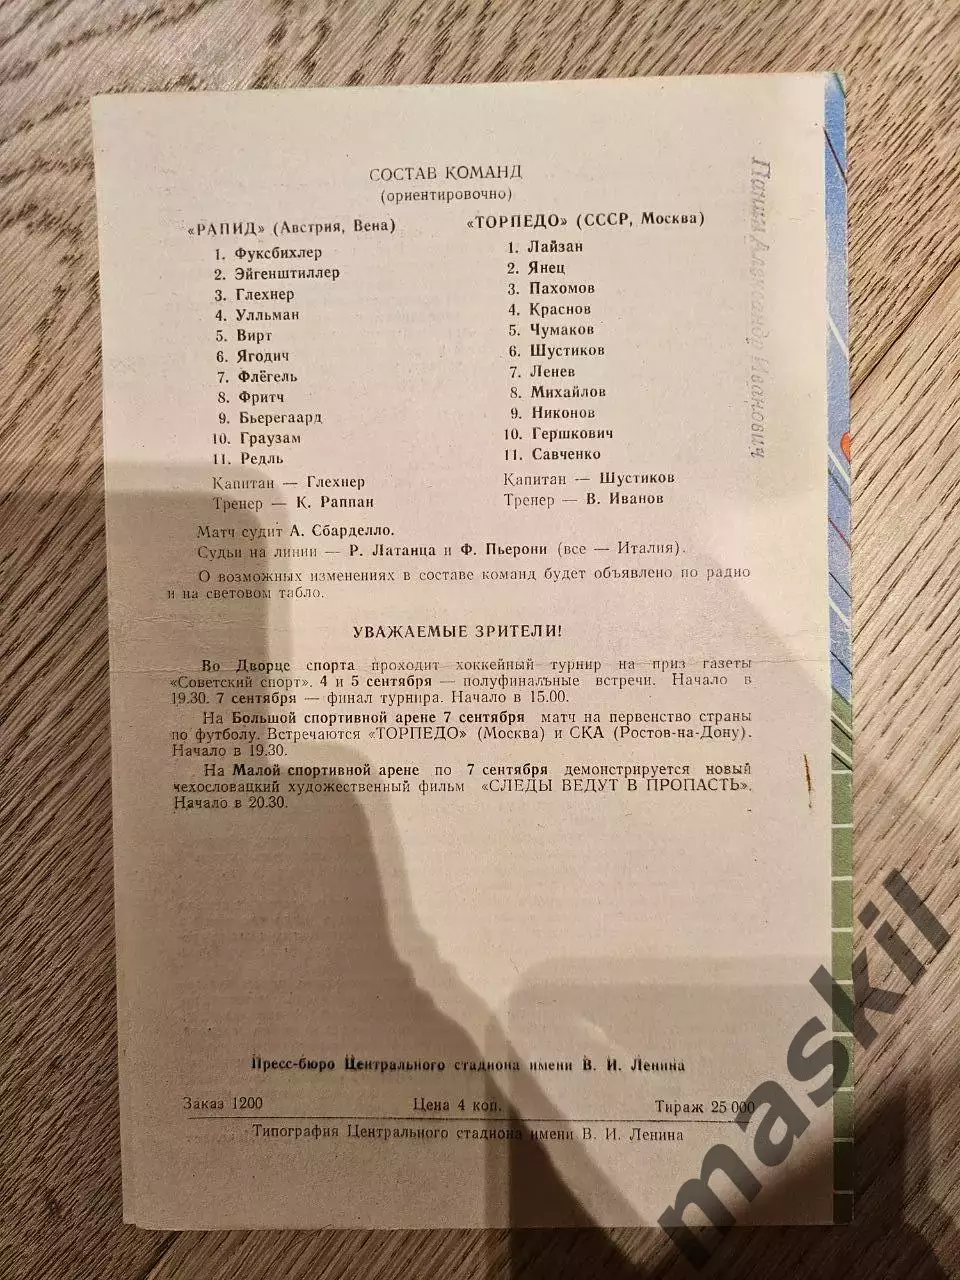 СОСТАВ КОМАНД
(ориентировочно)
«РАПИД» (Австрия, Вена)
1. Фуксбихлер
2. Эйгенштиллер
3. Глехнер
4. Улльман
5. Вирт
6. Ягодич
7. Флёгель
8. Фритч
9. Бьерегаард
10. Граузам
11. Редль
Капитан — Глехнер
Тренер — К. Раппан
«ТОРПЕДО» (СССР, Москва)
1. Лайзан
2. Янец
3. Пахомов
4. Краснов
5. Чумаков
6. Шустиков
7. Ленев
8. Михайлов
9. Никонов
10. Гершкович
11. Савченко
Капитан — Шустиков
Тренер — В. Иванов
Матч судит А. Сбарделло.
Судьи на линии — Р. Латанца и Ф. Пьерони (все — Италия).
О возможных изменениях в составе команд будет объявлено по радио
и на световом табло.
УВАЖАЕМЫЕ ЗРИТЕЛИ!
Во Дворце спорта проходит хоккейный турнир на приз газеты
«Советский спорт». 4 и 5 сентября — полуфинальные встречи. Начало в
19.30. 7 сентября — финал турнира. Начало в 15.00.
На Большой спортивной арене 7 сентября матч на первенство страны
по футболу. Встречаются «ТОРПЕДО» (Москва) и СКА (Ростов-на-Дону).
Начало в 19.30.
На Малой спортивной арене по 7 сентября демонстрируется новый
чехословацкий художественный фильм «СЛЕДЫ ВЕДУТ В ПРОПАСТЬ».
Начало в 20.30.
Пресс-бюро Центрального стадиона имени В. И. Ленина
Заказ 1200 Цена 4 коп. Тираж 25 000
Типография Центрального стадиона имени В. И. Ленина
Александр Иванович
maskil